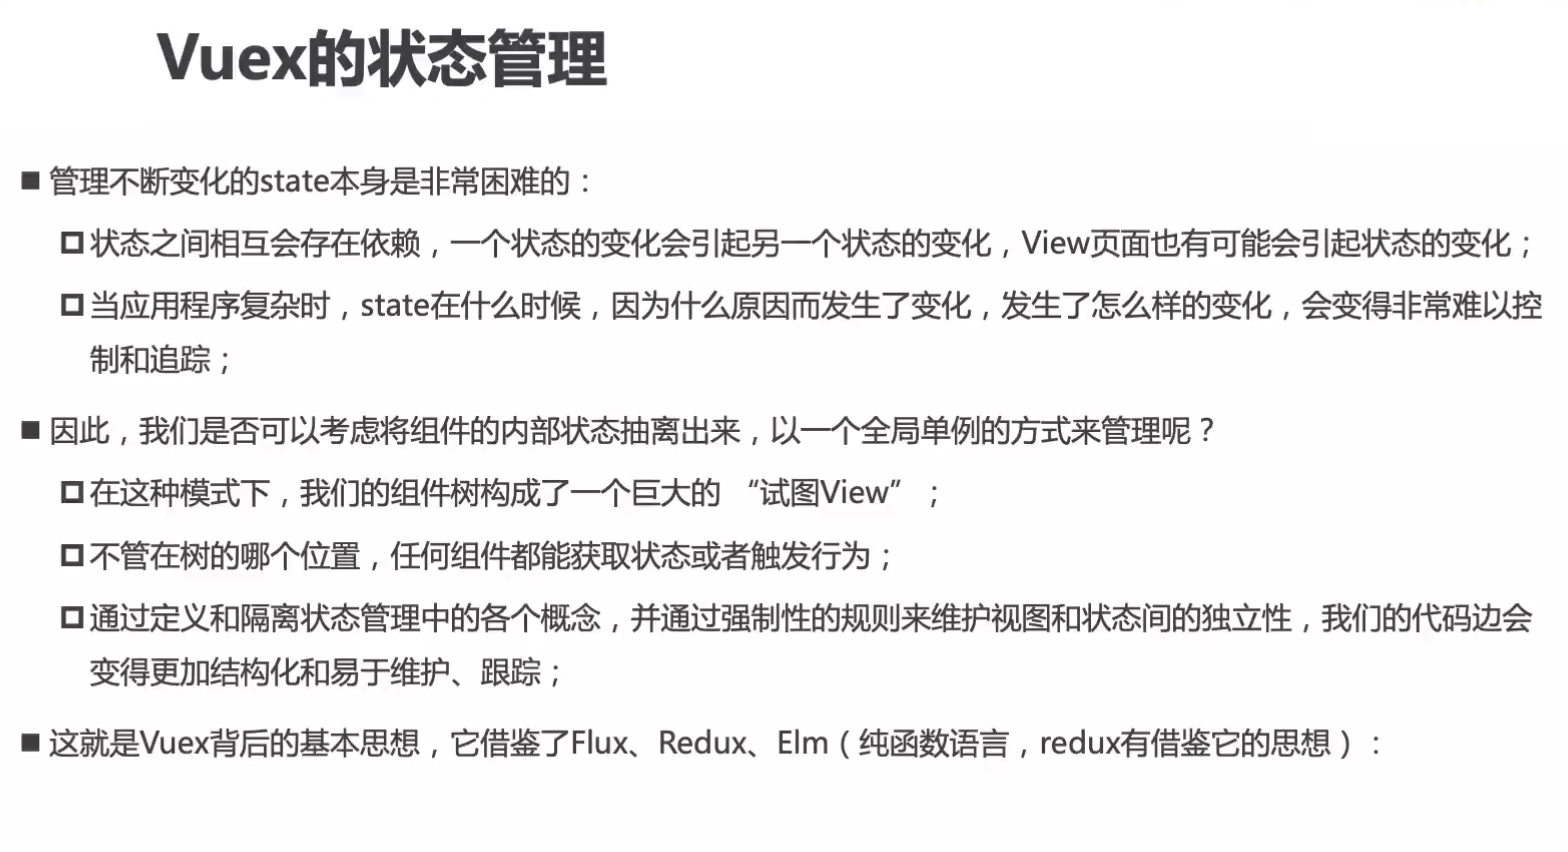 Vuex的状态管理
■ 管理不断变化的state本身是非常困难的：
状态之间相互会存在依赖，一个状态的变化会引起另一个状态的变化，View页面也有可能会引起状态的变化；
当应用程序复杂时，state在什么时候，因为什么原因而发生了变化，发生了怎么样的变化，会变得非常难以控
制和追踪；
■ 因此，我们是否可以考虑将组件的内部状态抽离出来，以一个全局单例的方式来管理呢？
在这种模式下，我们的组件树构成了一个巨大的 “试图View” ；
不管在树的哪个位置，任何组件都能获取状态或者触发行为；
通过定义和隔离状态管理中的各个概念，并通过强制性的规则来维护视图和状态间的独立性，我们的代码边会
变得更加结构化和易于维护、跟踪；
■ 这就是Vuex背后的基本思想，它借鉴了Flux、Redux、Elm（纯函数语言，redux有借鉴它的思想）：